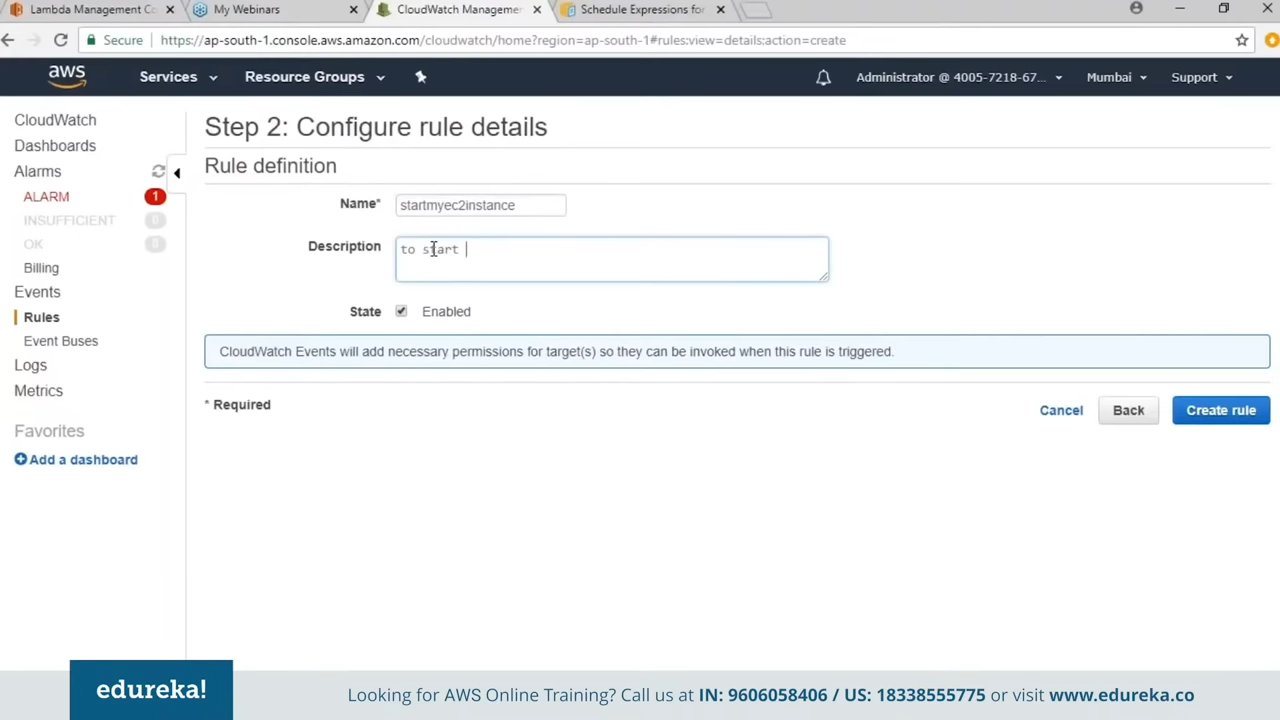 Lambda Management Co
My Webinars
CloudWatch Manageme
Schedule Expressions for
Secure
https://ap-south-1.console.aws.amazon.com/cloudwatch/home?region=ap-south-1#rules:view=details:action=create
aws
Services
Resource Groups
Administrator @ 4005-7218-67...
Mumbai
Support
CloudWatch
Dashboards
Alarms
ALARM 1
INSUFFICIENT 0
OK 0
Billing
Events
Rules
Event Buses
Logs
Metrics
Favorites
Add a dashboard
Step 2: Configure rule details
Rule definition
Name* startmyec2instance
Description to start
State Enabled
CloudWatch Events will add necessary permissions for target(s) so they can be invoked when this rule is triggered.
* Required
Cancel
Back
Create rule
edureka!
Looking for AWS Online Training? Call us at IN: 9606058406 / US: 18338555775 or visit www.edureka.co